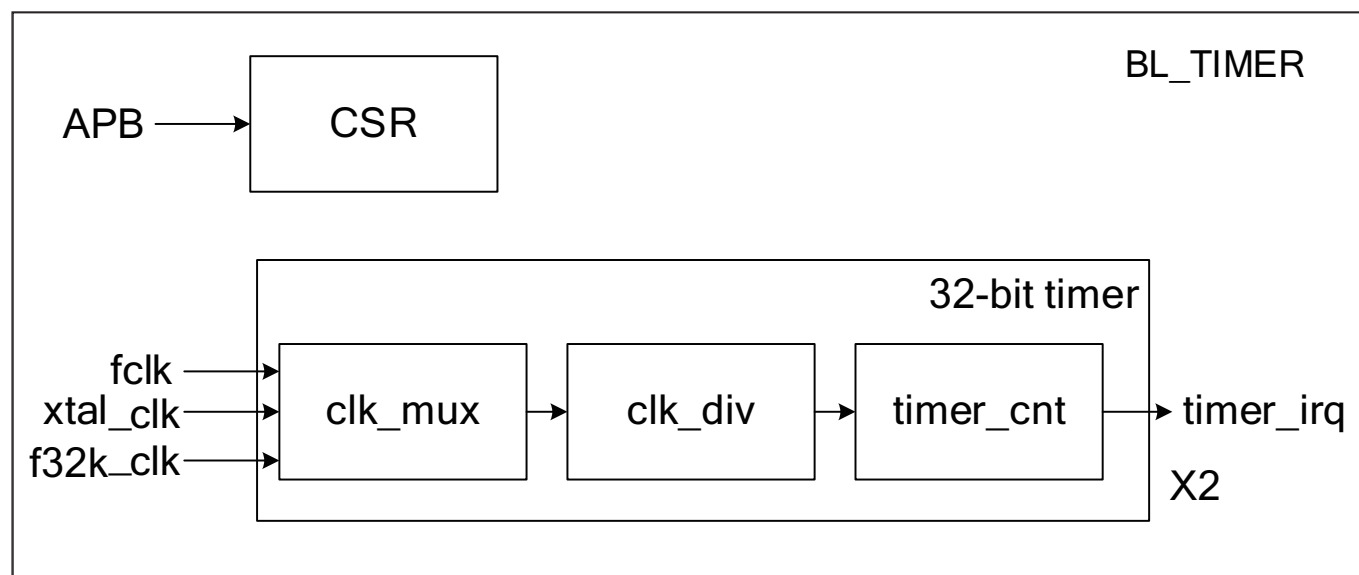 BL_TIMER
APB
CSR
32-bit timer
fclk
xtal_clk
f32k_clk
clk_mux
clk_div
timer_cnt
timer_irq
X2